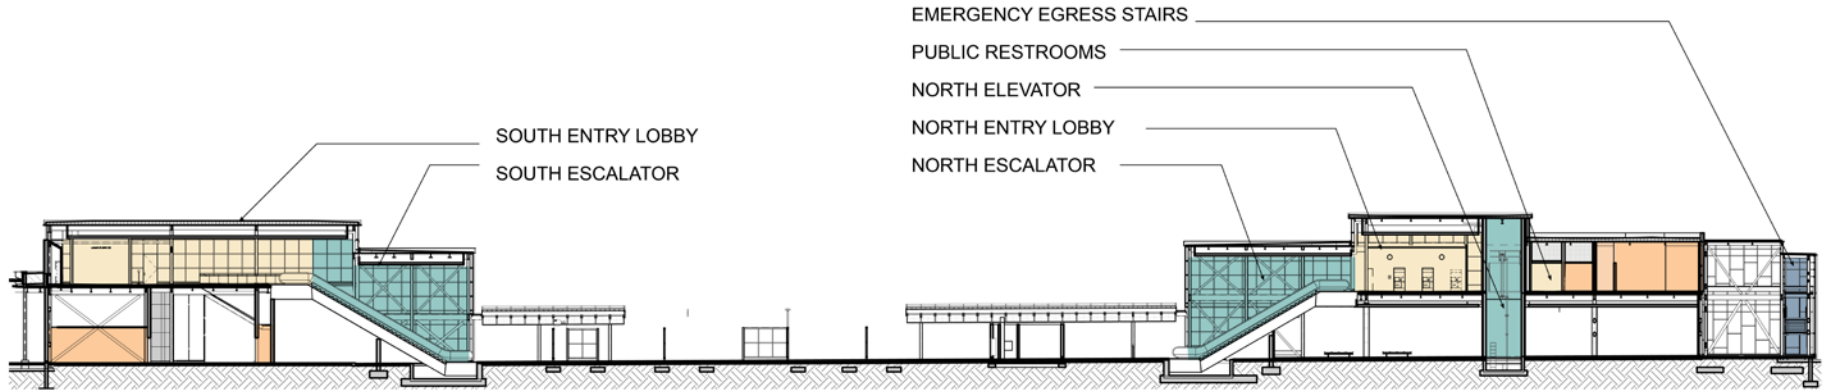 SOUTH ENTRY LOBBY
SOUTH ESCALATOR
EMERGENCY EGRESS STAIRS
PUBLIC RESTROOMS
NORTH ELEVATOR
NORTH ENTRY LOBBY
NORTH ESCALATOR